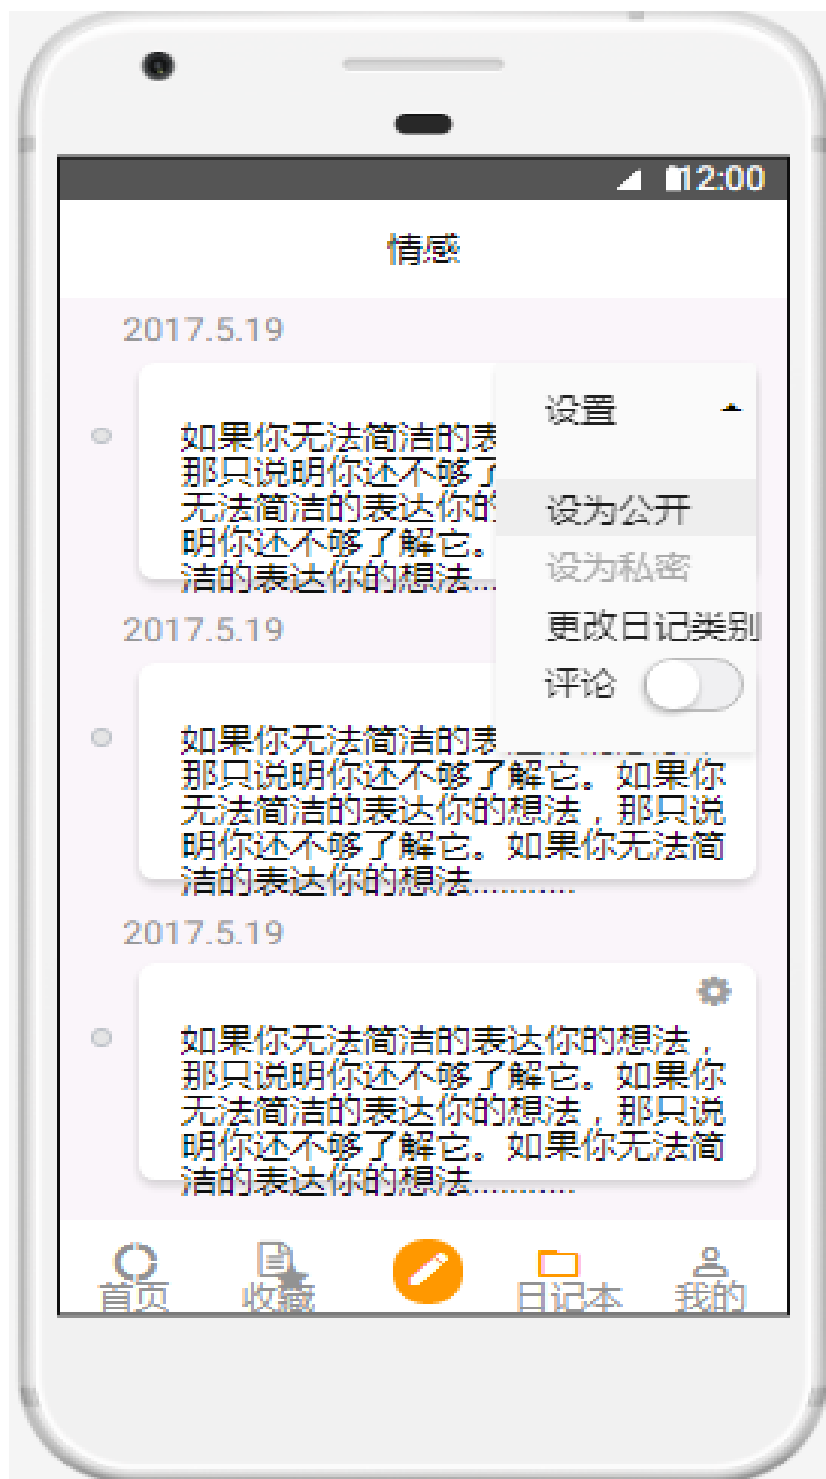 12:00
情感
2017.5.19
设置
如果你无法简洁的表
那只说明你还不够了
无法简洁的表达你的
明你还不够了解它。
洁的表达你的想法...
设为公开
设为私密
更改日记类别
评论
2017.5.19
如果你无法简洁的表
那只说明你还不够了解它。如果你
无法简洁的表达你的想法，那只说
明你还不够了解它。如果你无法简
洁的表达你的想法............
2017.5.19
如果你无法简洁的表达你的想法，
那只说明你还不够了解它。如果你
无法简洁的表达你的想法，那只说
明你还不够了解它。如果你无法简
洁的表达你的想法............
首页
收藏
日记本
我的